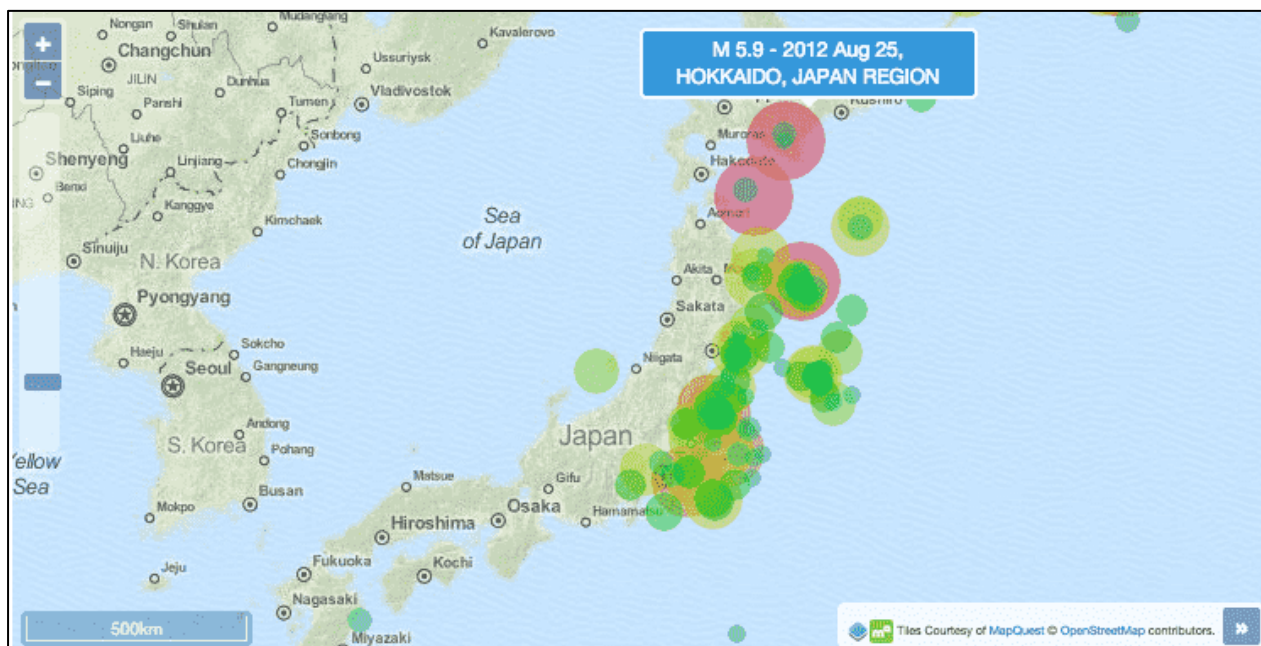 Nongan
Shulan
Mudanglang
Kavalerovo
Changchun
JILIN
Dunhua
Ussuriysk
Siping
Panshi
Tumen
Vladivostok
Liuhe
Sonbong
Shenyeng
Linjiang
Chongjin
Benxi
Kanggye
Kimchaek
Sinuiju
N. Korea
Pyongyang
Haeju
Sokcho
Seoul
Gangneung
Andong
S. Korea
Pohang
Yellow
Sea
Busan
Mokpo
Jeju
500km
Sea
of Japan
M 5.9 - 2012 Aug 25,
HOKKAIDO, JAPAN REGION
Kushiro
Muroran
Hakodate
Aomori
Akita
Sakata
Niigata
Japan
Matsue
Gifu
Osaka
Hamamatsu
Hiroshima
Kochi
Fukuoka
Nagasaki
Miyazaki
Tiles Courtesy of MapQuest © OpenStreetMap contributors.
»